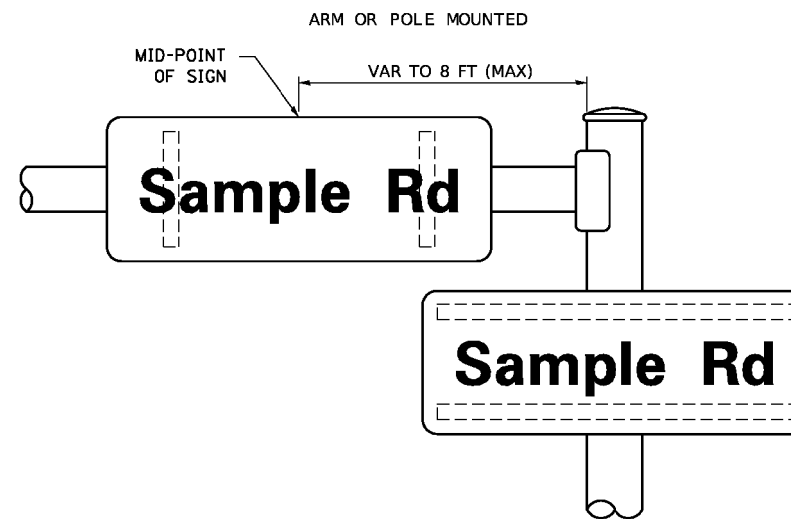 ARM OR POLE MOUNTED
MID-POINT
OF SIGN
VAR TO 8 FT (MAX)
Sample Rd
Sample Rd